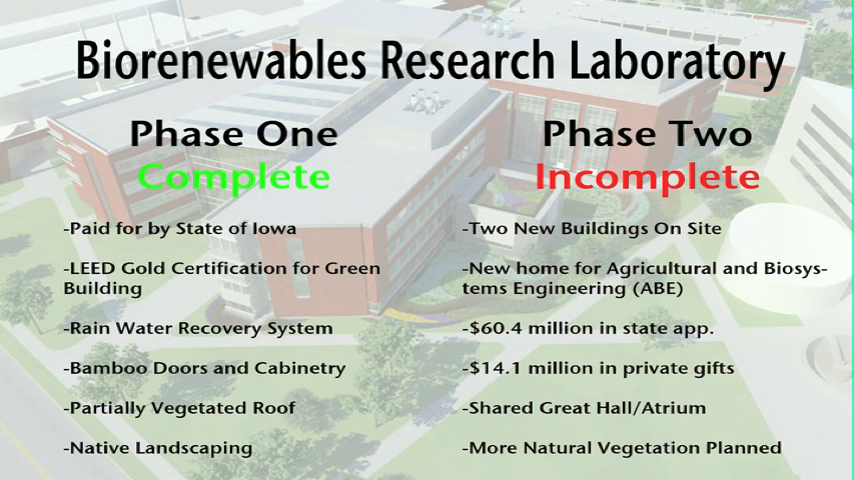 Biorenewables Research Laboratory
Phase One
Complete
-Paid for by State of Iowa
-LEED Gold Certification for Green
Building
-Rain Water Recovery System
-Bamboo Doors and Cabinetry
-Partially Vegetated Roof
-Native Landscaping
Phase Two
Incomplete
-Two New Buildings On Site
-New home for Agricultural and Biosys-
tems Engineering (ABE)
-$60.4 million in state app.
-$14.1 million in private gifts
-Shared Great Hall/Atrium
-More Natural Vegetation Planned